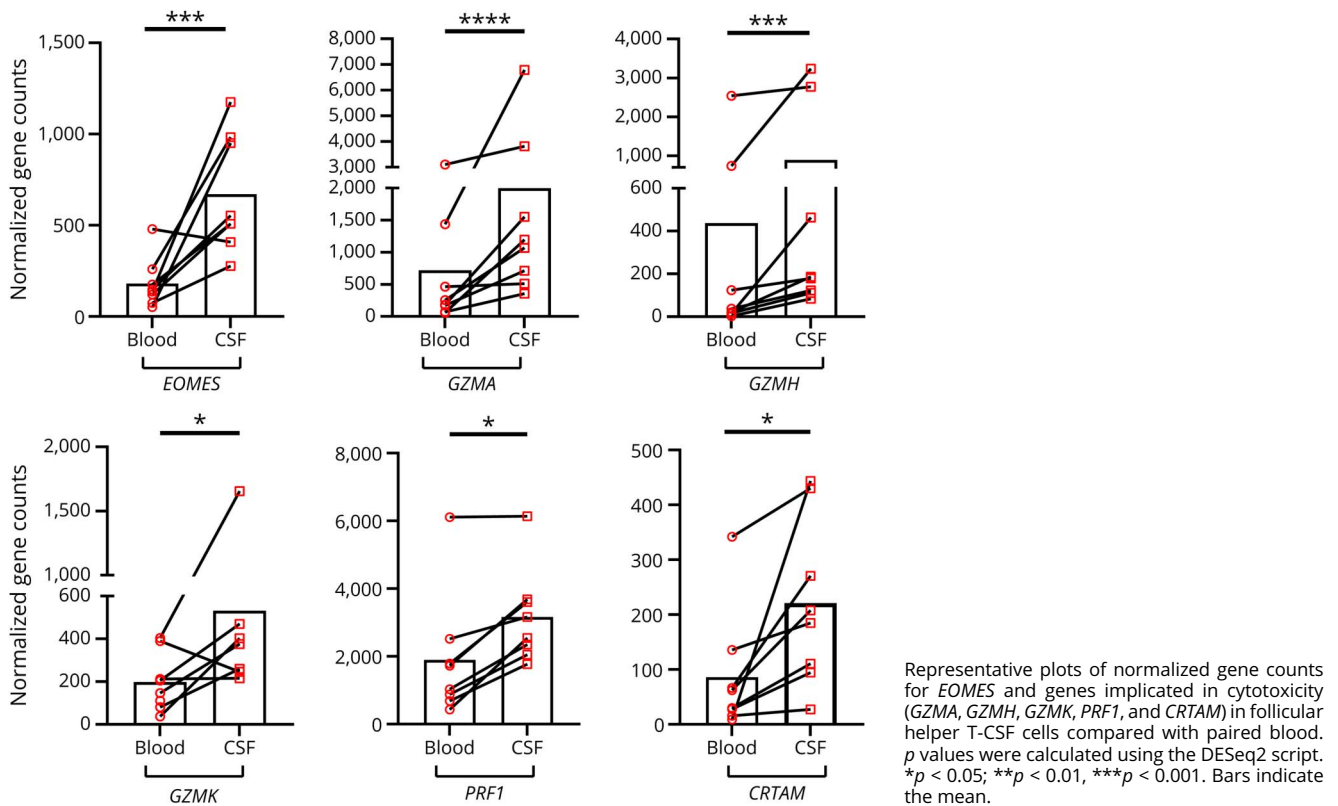 ***
****
***
Normalized gene counts
1,500
1,000
500
0
Blood
CSF
EOMES
8,000
7,000
6,000
5,000
4,000
3,000
2,000
1,500
1,000
500
0
Blood
CSF
GZMA
4,000
3,000
2,000
1,000
600
400
200
0
Blood
CSF
GZMH
*
*
*
Normalized gene counts
2,000
1,500
1,000
600
400
200
0
Blood
CSF
GZMK
8,000
6,000
4,000
2,000
0
Blood
CSF
PRF1
500
400
300
200
100
0
Blood
CSF
CRTAM
Representative plots of normalized gene counts
for EOMES and genes implicated in cytotoxicity
(GZMA, GZMH, GZMK, PRF1, and CRTAM) in follicular
helper T-CSF cells compared with paired blood.
p values were calculated using the DESeq2 script.
*p < 0.05; **p < 0.01, ***p < 0.001. Bars indicate
the mean.